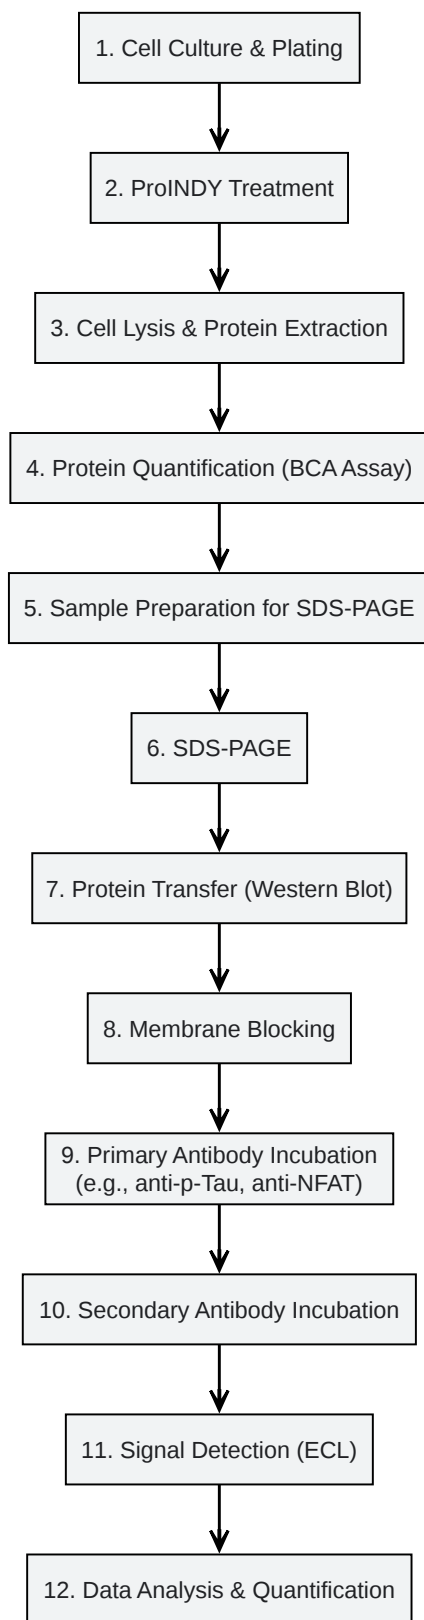 1. Cell Culture & Plating
2. ProINDY Treatment
3. Cell Lysis & Protein Extraction
4. Protein Quantification (BCA Assay)
5. Sample Preparation for SDS-PAGE
6. SDS-PAGE
7. Protein Transfer (Western Blot)
8. Membrane Blocking
9. Primary Antibody Incubation
(e.g., anti-p-Tau, anti-NFAT)
10. Secondary Antibody Incubation
11. Signal Detection (ECL)
12. Data Analysis & Quantification